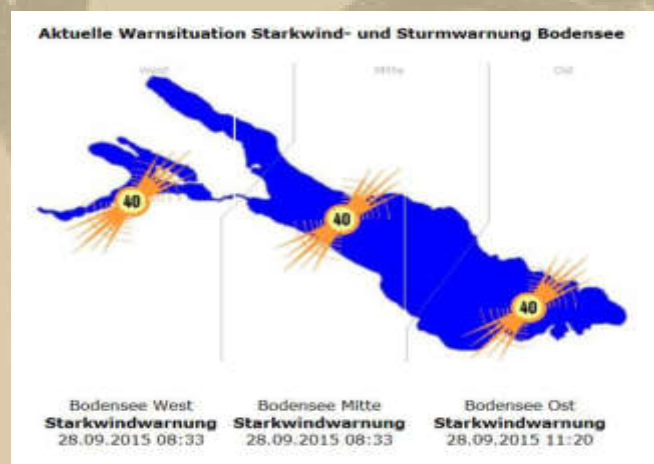 Aktuelle Warnsituation Starkwind- und Sturmwarnung Bodensee
West Mitte Ost
40
40
40
Bodensee West
Starkwindwarnung
28.09.2015 08:33
Bodensee Mitte
Starkwindwarnung
28.09.2015 08:33
Bodensee Ost
Starkwindwarnung
28.09.2015 11:20